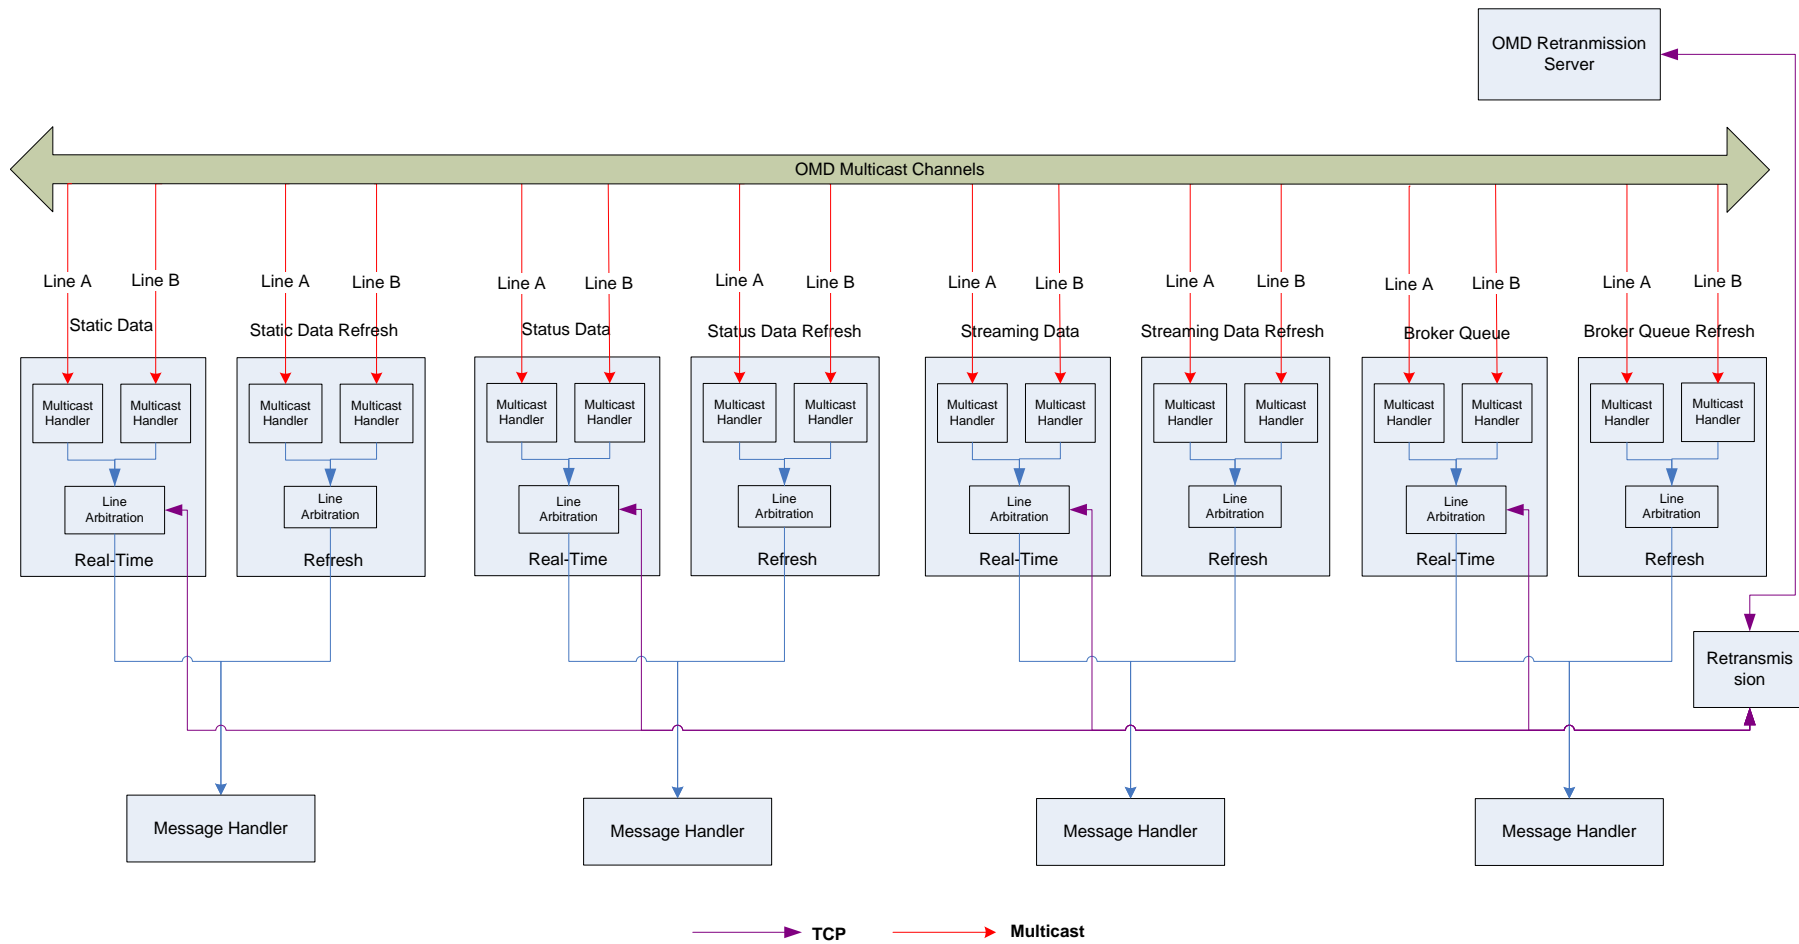 OMD Retranmission
Server
OMD Multicast Channels
Line A
Line B
Line A
Line B
Line A
Line B
Line A
Line B
Line A
Line B
Line A
Line B
Line A
Line B
Line A
Line B
Static Data
Static Data Refresh
Status Data
Status Data Refresh
Streaming Data
Streaming Data Refresh
Broker Queue
Broker Queue Refresh
Multicast
Handler
Multicast
Handler
Multicast
Handler
Multicast
Handler
Multicast
Handler
Multicast
Handler
Multicast
Handler
Multicast
Handler
Multicast
Handler
Multicast
Handler
Multicast
Handler
Multicast
Handler
Multicast
Handler
Multicast
Handler
Multicast
Handler
Multicast
Handler
Line
Arbitration
Line
Arbitration
Line
Arbitration
Line
Arbitration
Line
Arbitration
Line
Arbitration
Line
Arbitration
Line
Arbitration
Real-Time
Refresh
Real-Time
Refresh
Real-Time
Refresh
Real-Time
Refresh
Retransmis
sion
Message Handler
Message Handler
Message Handler
Message Handler
TCP
Multicast